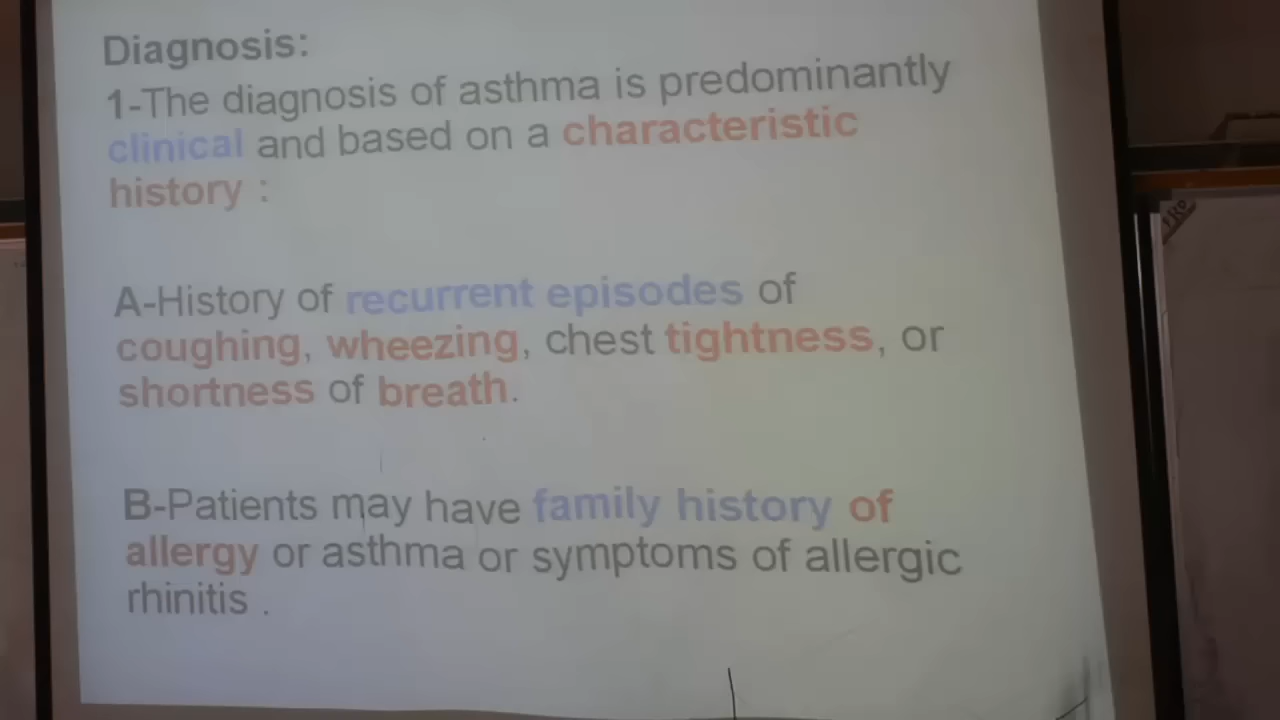 Diagnosis:
1-The diagnosis of asthma is predominantly
clinical and based on a characteristic
history :
A-History of recurrent episodes of
coughing, wheezing, chest tightness, or
shortness of breath.
B-Patients may have family history of
allergy or asthma or symptoms of allergic
rhinitis .